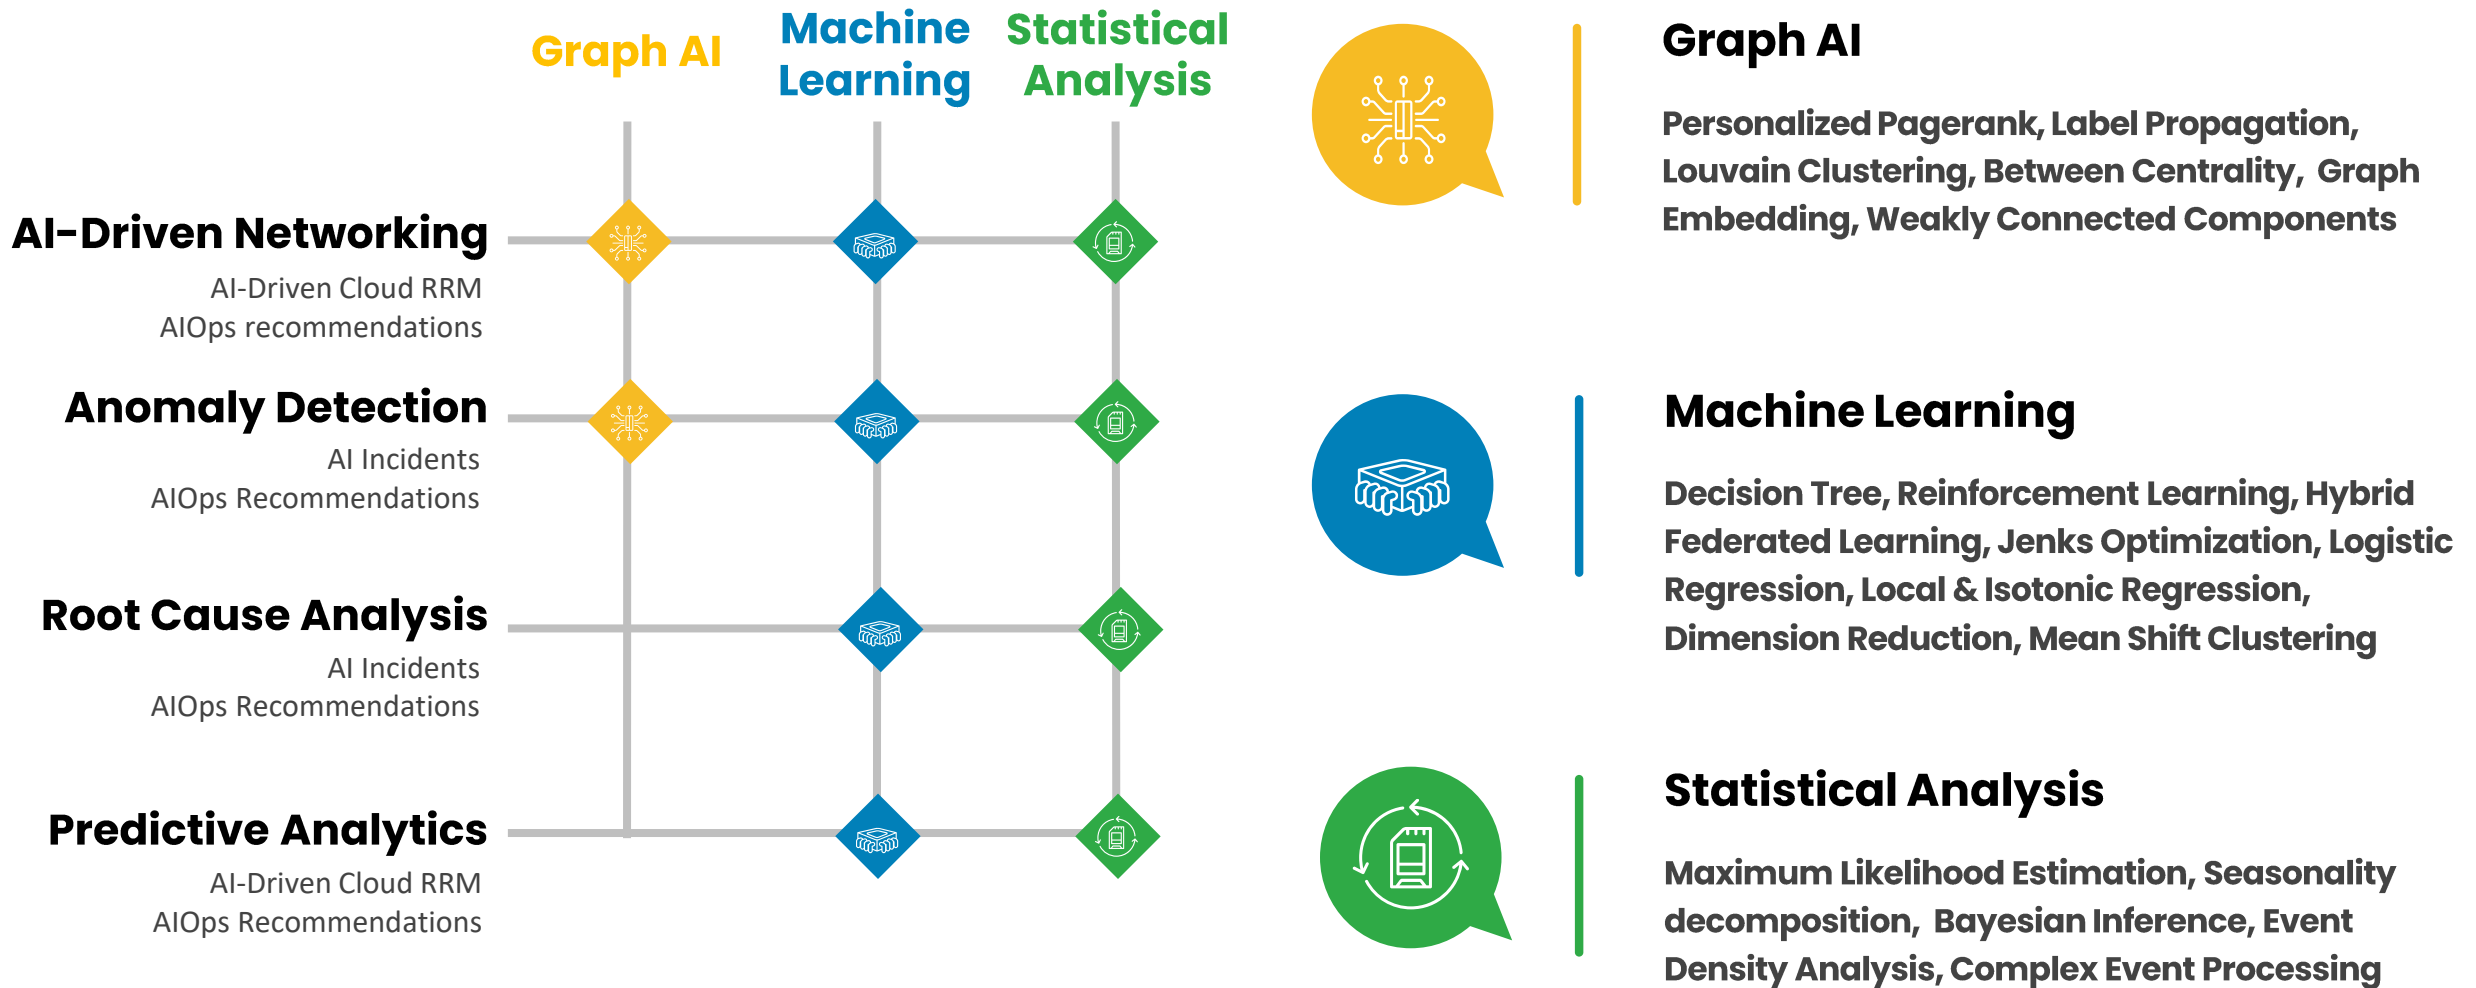 Graph AI
Machine
Learning
Statistical
Analysis
AI-Driven Networking
AI-Driven Cloud RRM
AIOps recommendations
Anomaly Detection
AI Incidents
AIOps Recommendations
Root Cause Analysis
AI Incidents
AIOps Recommendations
Predictive Analytics
AI-Driven Cloud RRM
AIOps Recommendations
Graph AI
Personalized Pagerank, Label Propagation,
Louvain Clustering, Between Centrality, Graph
Embedding, Weakly Connected Components
Machine Learning
Decision Tree, Reinforcement Learning, Hybrid
Federated Learning, Jenks Optimization, Logistic
Regression, Local & Isotonic Regression,
Dimension Reduction, Mean Shift Clustering
Statistical Analysis
Maximum Likelihood Estimation, Seasonality
decomposition, Bayesian Inference, Event
Density Analysis, Complex Event Processing